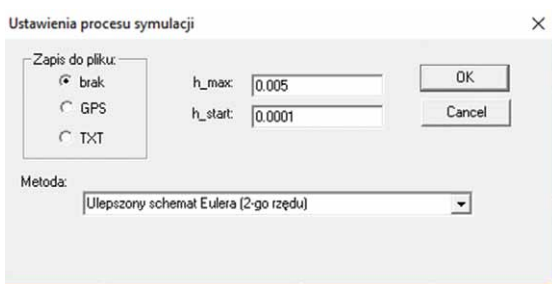 Ustawienia procesu symulacji
Zapis do pliku:
brak
GPS
TXT
h_max: 0.005
h_start: 0.0001
OK
Cancel
Metoda:
Ulepszony schemat Eulera (2-go rzędu)